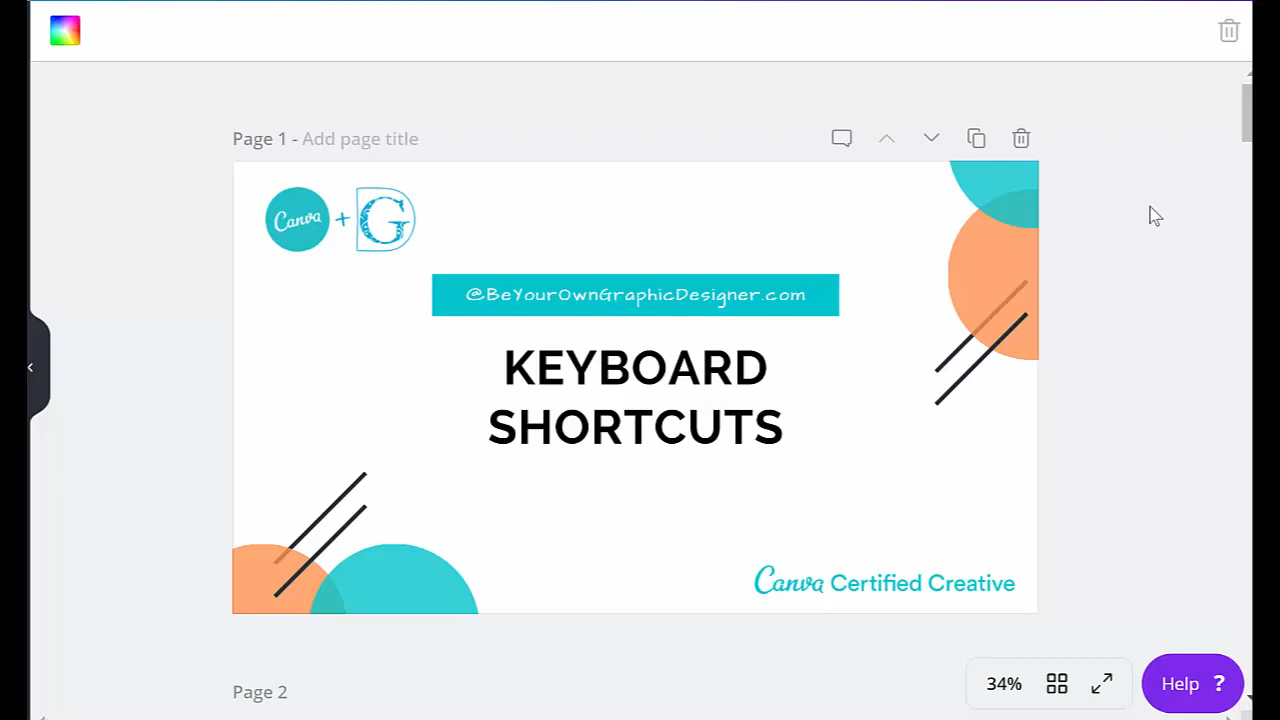 Page 1 - Add page title
Canva + G
@BeYourOwnGraphicDesigner.com
KEYBOARD
SHORTCUTS
Canva Certified Creative
Page 2
34%
Help ?